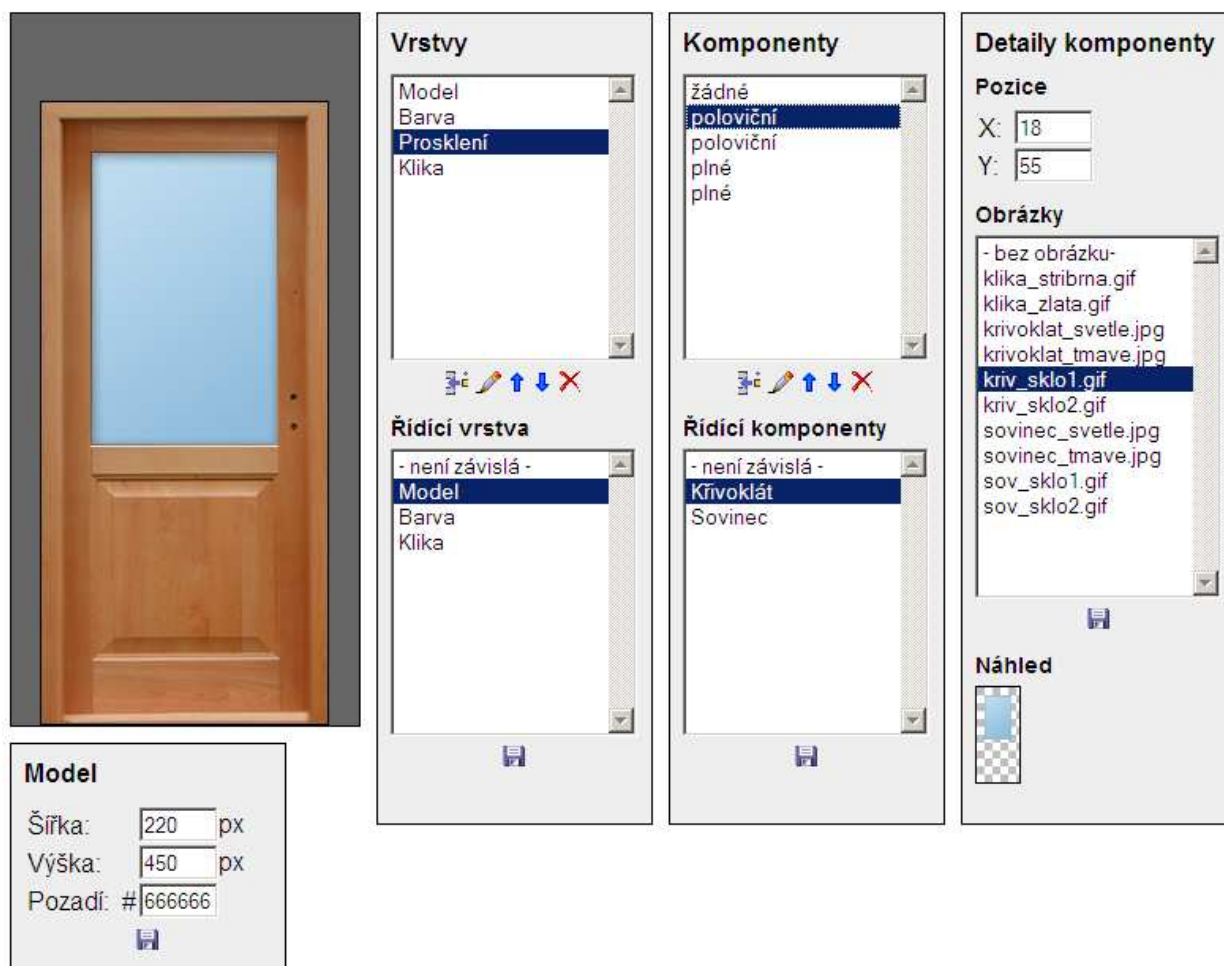 Vrstvy
Model
Barva
Prosklení
Klika
Řídící vrstva
- není závislá -
Model
Barva
Klika
Komponenty
žádné
poloviční
poloviční
plné
plné
Řídící komponenty
- není závislá -
Křivoklát
Sovinec
Detaily komponenty
Pozice
X: 18
Y: 55
Obrázky
- bez obrázku-
klika_stribrna.gif
klika_zlata.gif
krivoklat_svetle.jpg
krivoklat_tmave.jpg
kriv_sklo1.gif
kriv_sklo2.gif
sovinec_svetle.jpg
sovinec_tmave.jpg
sov_sklo1.gif
sov_sklo2.gif
Náhled
Model
Šířka: 220 px
Výška: 450 px
Pozadí: # 666666